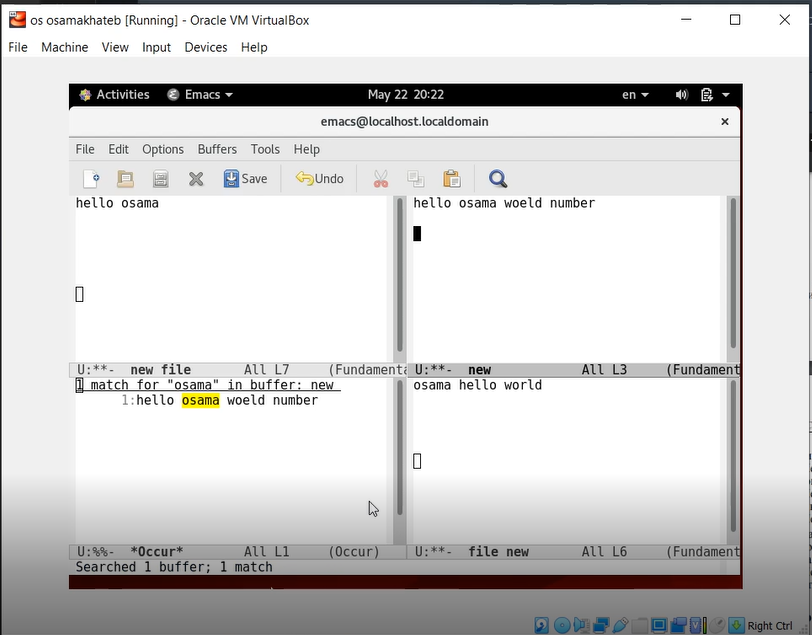 os osamakhateb [Running] - Oracle VM VirtualBox
File Machine View Input Devices Help
Activities Emacs May 22 20:22 en
emacs@localhost.localdomain
File Edit Options Buffers Tools Help
Save Undo
hello osama
hello osama woeld number
U:**- new file All L7 (Fundamenta
U:**- new All L3 (Fundament
1 match for "osama" in buffer: new
1:hello osama woeld number
osama hello world
U:%%- *Occur* All L1 (Occur)
U:**- file new All L6 (Fundament
Searched 1 buffer; 1 match
Right Ctrl